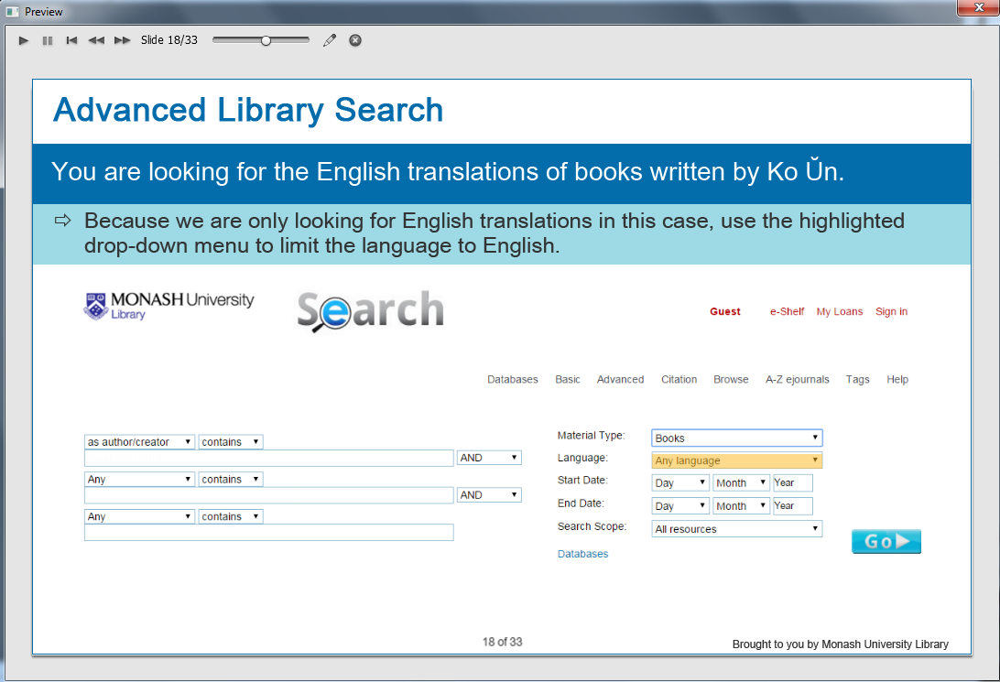 Preview
Slide 18/33
Advanced Library Search
You are looking for the English translations of books written by Ko Ŭn.
⇨ Because we are only looking for English translations in this case, use the highlighted
drop-down menu to limit the language to English.
MONASH University
Library
Search
Guest e-Shelf My Loans Sign in
Databases Basic Advanced Citation Browse A-Z ejournals Tags Help
as author/creator contains
AND
Any contains
AND
Any contains
Material Type: Books
Language: Any language
Start Date: Day Month Year
End Date: Day Month Year
Search Scope: All resources
Databases
Go
18 of 33
Brought to you by Monash University Library